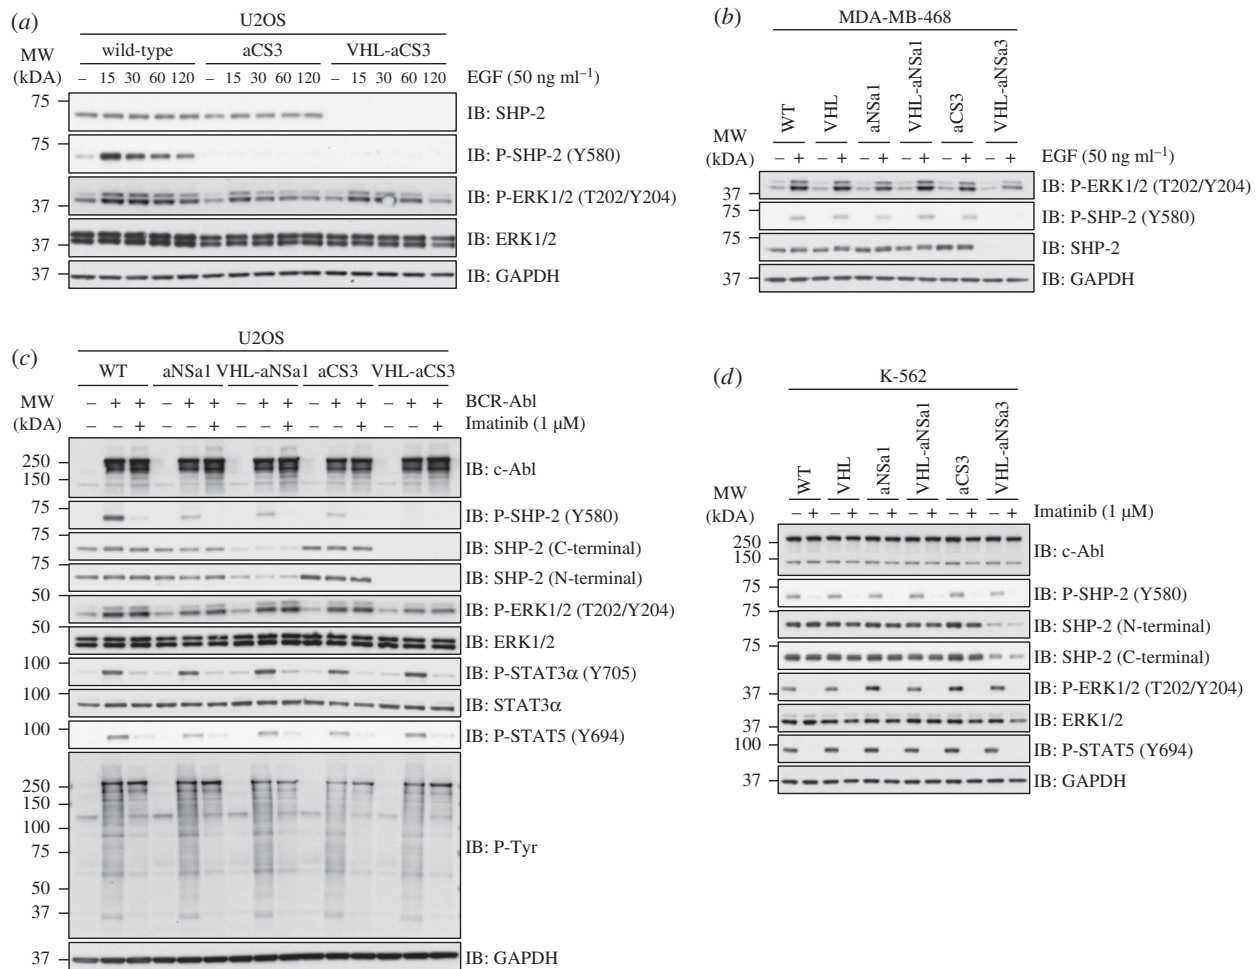 (a)
U2OS
MW
(kDA)
wild-type aCS3 VHL-aCS3
– 15 30 60 120 – 15 30 60 120 – 15 30 60 120 EGF (50 ng ml⁻¹)
75
IB: SHP-2
75
IB: P-SHP-2 (Y580)
37
IB: P-ERK1/2 (T202/Y204)
37
IB: ERK1/2
37
IB: GAPDH
(b)
MDA-MB-468
MW
(kDA)
WT VHL aNSa1 VHL-aNSa1 aCS3 VHL-aNSa3
– + – + – + – + – + – + EGF (50 ng ml⁻¹)
37
IB: P-ERK1/2 (T202/Y204)
75
IB: P-SHP-2 (Y580)
75
IB: SHP-2
37
IB: GAPDH
(c)
U2OS
WT aNSa1 VHL-aNSa1 aCS3 VHL-aCS3
MW
(kDA)
– + + – + + – + + – + + – + + BCR-Abl
– – + – – + – – + – – + – – + Imatinib (1 μM)
250
150
IB: c-Abl
75
IB: P-SHP-2 (Y580)
75
IB: SHP-2 (C-terminal)
75
IB: SHP-2 (N-terminal)
50
IB: P-ERK1/2 (T202/Y204)
50
IB: ERK1/2
100
IB: P-STAT3α (Y705)
100
IB: STAT3α
100
IB: P-STAT5 (Y694)
250
150
100
75
50
37
IB: P-Tyr
37
IB: GAPDH
(d)
K-562
MW
(kDA)
WT VHL aNSa1 VHL-aNSa1 aCS3 VHL-aNSa3
– + – + – + – + – + – + Imatinib (1 μM)
250
150
IB: c-Abl
75
IB: P-SHP-2 (Y580)
75
IB: SHP-2 (N-terminal)
75
IB: SHP-2 (C-terminal)
37
IB: P-ERK1/2 (T202/Y204)
37
IB: ERK1/2
100
IB: P-STAT5 (Y694)
37
IB: GAPDH